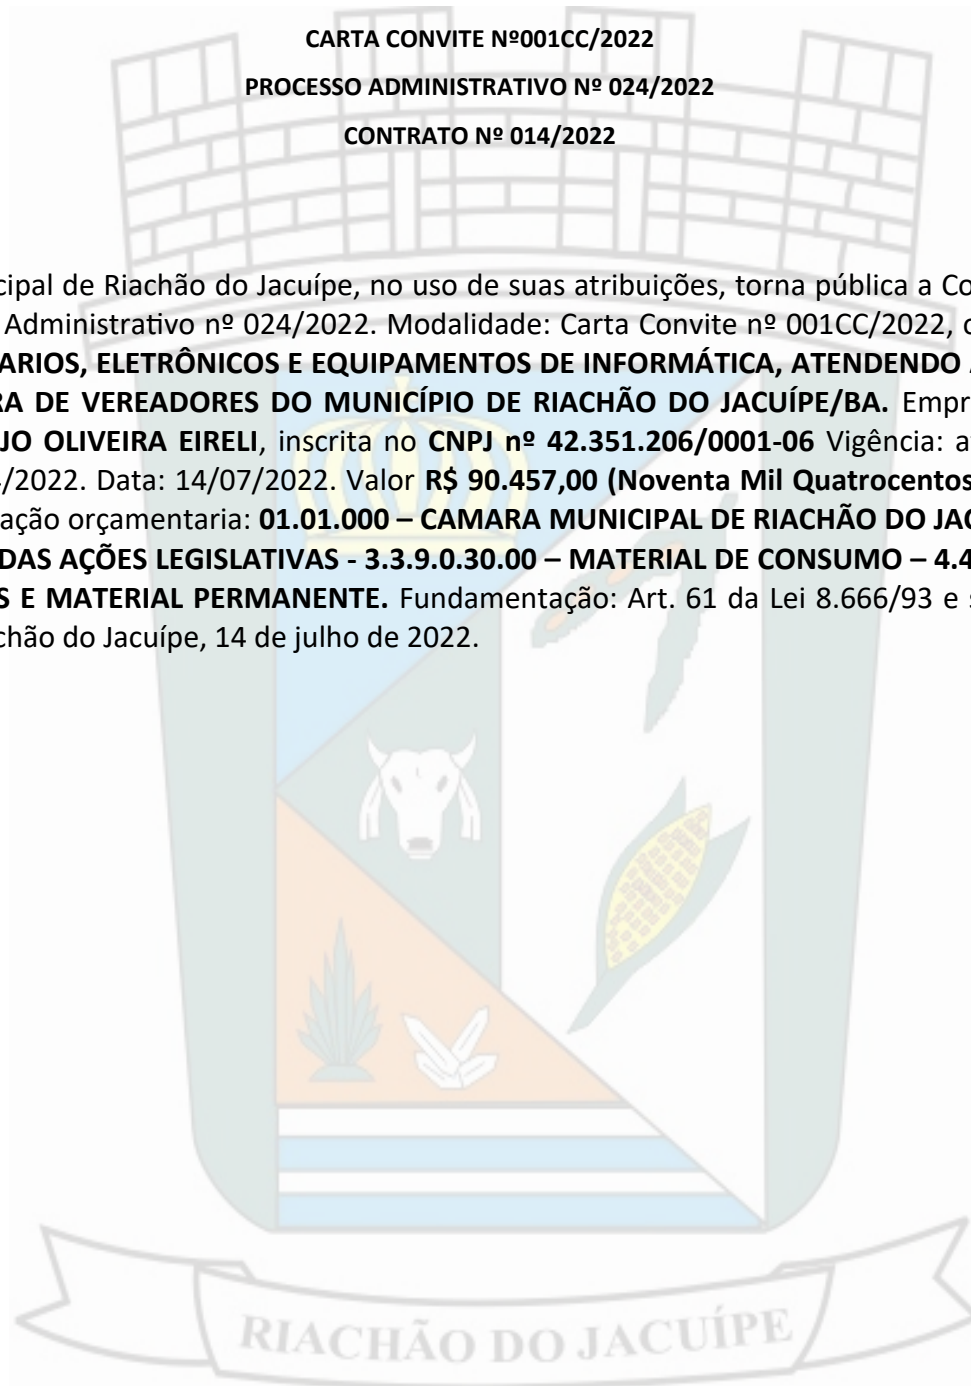 CARTA CONVITE Nº001CC/2022
PROCESSO ADMINISTRATIVO Nº 024/2022
CONTRATO Nº 014/2022
cipal de Riachão do Jacuípe, no uso de suas atribuições, torna pública a Co
Administrativo nº 024/2022. Modalidade: Carta Convite nº 001CC/2022,
ARIOS, ELETRÔNICOS E EQUIPAMENTOS DE INFORMÁTICA, ATENDENDO
RA DE VEREADORES DO MUNICÍPIO DE RIACHÃO DO JACUÍPE/BA. Empr
JO OLIVEIRA EIRELI, inscrita no CNPJ nº 42.351.206/0001-06 Vigência: a
/2022. Data: 14/07/2022. Valor R$ 90.457,00 (Noventa Mil Quatrocentos
ação orçamentaria: 01.01.000 – CAMARA MUNICIPAL DE RIACHÃO DO JAC
DAS AÇÕES LEGISLATIVAS - 3.3.9.0.30.00 – MATERIAL DE CONSUMO – 4.4
S E MATERIAL PERMANENTE. Fundamentação: Art. 61 da Lei 8.666/93 e s
chão do Jacuípe, 14 de julho de 2022.
RIACHÃO DO JACUÍPE